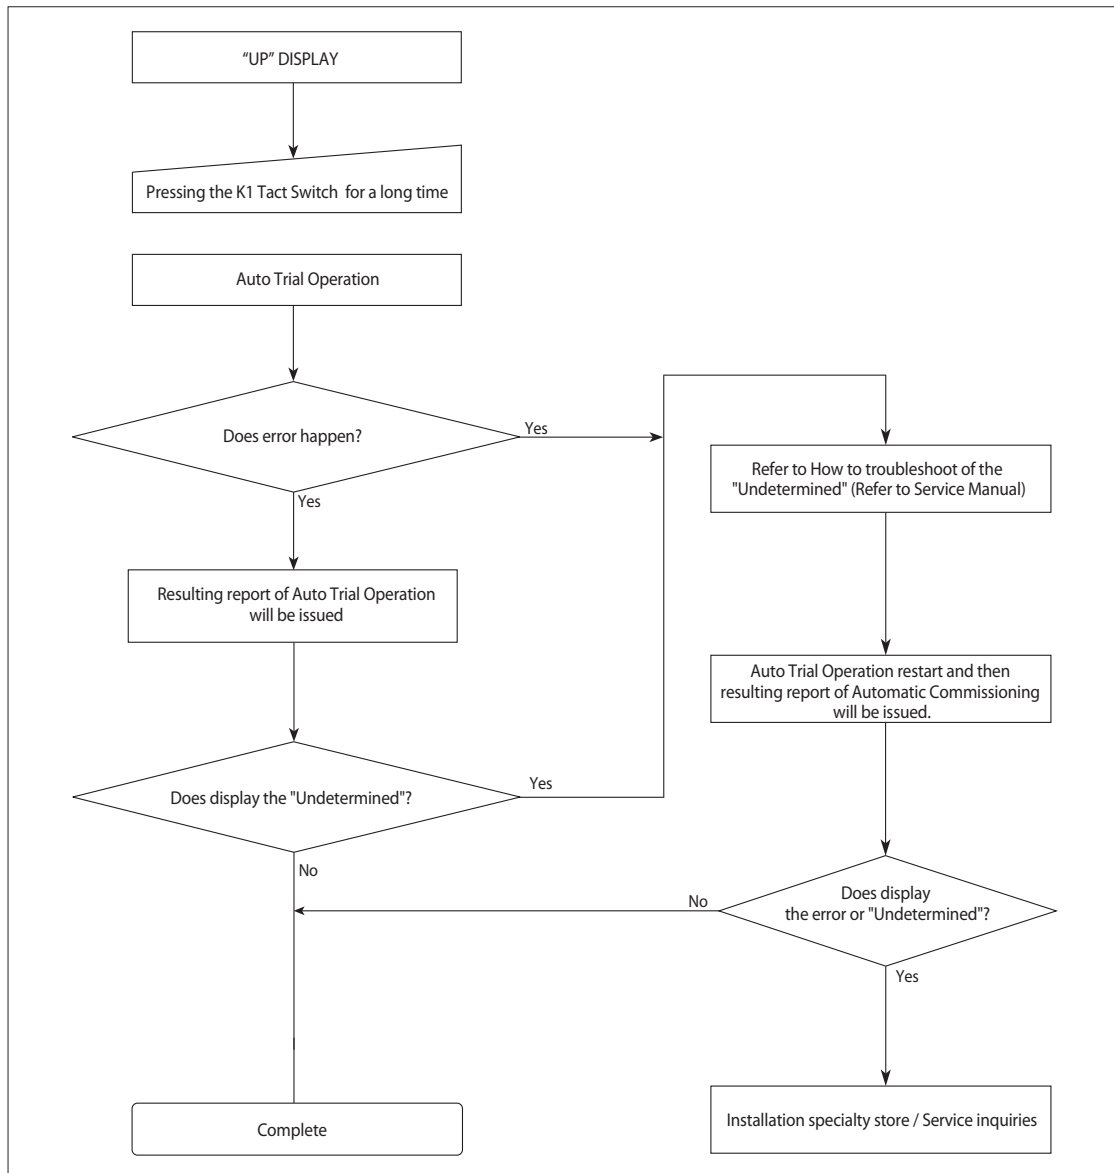 “UP” DISPLAY
Pressing the K1 Tact Switch for a long time
Auto Trial Operation
Does error happen?
Yes
Yes
Resulting report of Auto Trial Operation
will be issued
Does display the "Undetermined"?
Yes
No
Complete
Refer to How to troubleshoot of the
"Undetermined" (Refer to Service Manual)
Auto Trial Operation restart and then
resulting report of Automatic Commissioning
will be issued.
Does display
the error or "Undetermined"?
No
Yes
Installation specialty store / Service inquiries